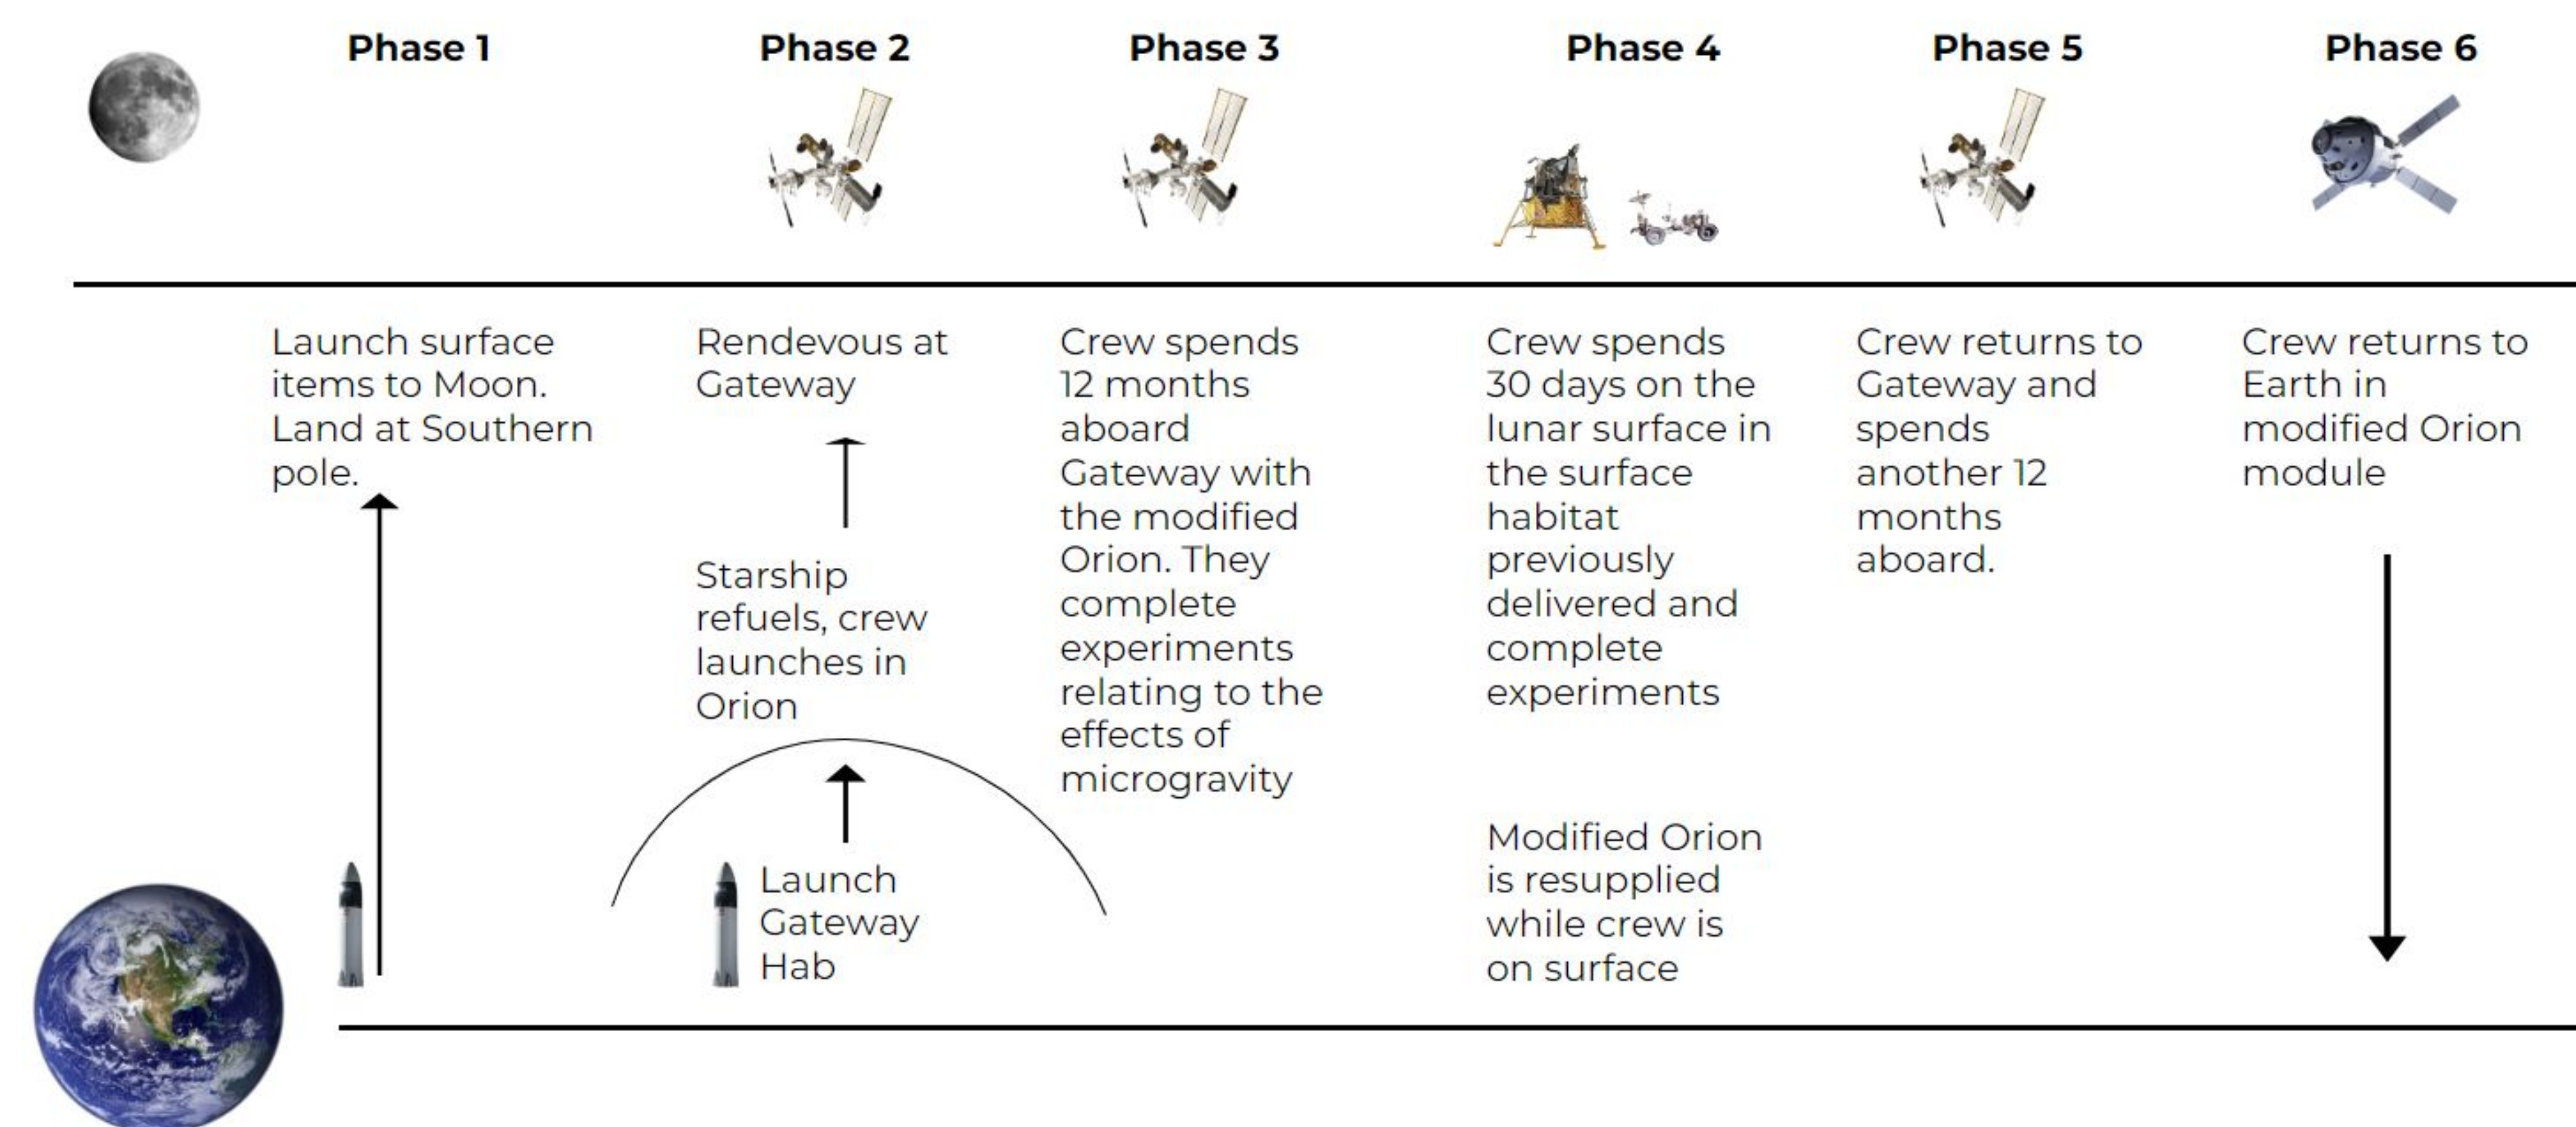 Phase 1
Phase 2
Phase 3
Phase 4
Phase 5
Phase 6
Launch surface
items to Moon.
Land at Southern
pole.
Rendevous at
Gateway
Starship
refuels, crew
launches in
Orion
Launch
Gateway
Hab
Crew spends
12 months
aboard
Gateway with
the modified
Orion. They
complete
experiments
relating to the
effects of
microgravity
Crew spends
30 days on the
lunar surface in
the surface
habitat
previously
delivered and
complete
experiments
Modified Orion
is resupplied
while crew is
on surface
Crew returns to
Gateway and
spends
another 12
months
aboard.
Crew returns to
Earth in
modified Orion
module